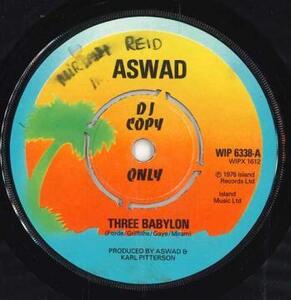 REID
ASWAD
DJ
COPY
ONLY
WIP 6338-A
WIPX 1612
℗ 1976 Island
Records Ltd
Island
Music Ltd
THREE BABYLON
(Forde/Griffiths/Gaye/Miram)
PRODUCED BY ASWAD &
KARL PITTERSON